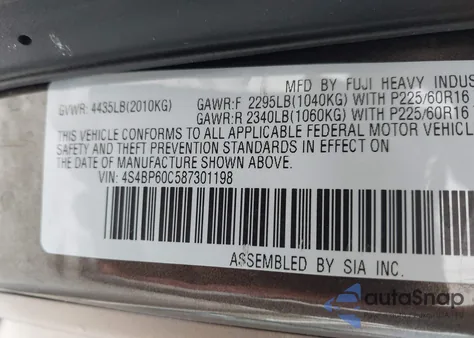 MFD BY FUJI HEAVY INDUS
GVWR: 4435LB(2010KG) GAWR:F 2295LB(1040KG) WITH P225/60R16
GAWR:R 2340LB(1060KG) WITH P225/60R16
THIS VEHICLE CONFORMS TO ALL APPLICABLE FEDERAL MOTOR VEHICLE
SAFETY AND THEFT PREVENTION STANDARDS IN EFFECT ON THE
DATE OF MANUFACTURE SHOWN ABOVE.
VIN: 4S4BP60C587301198
ASSEMBLED BY SIA INC.
autoSnap